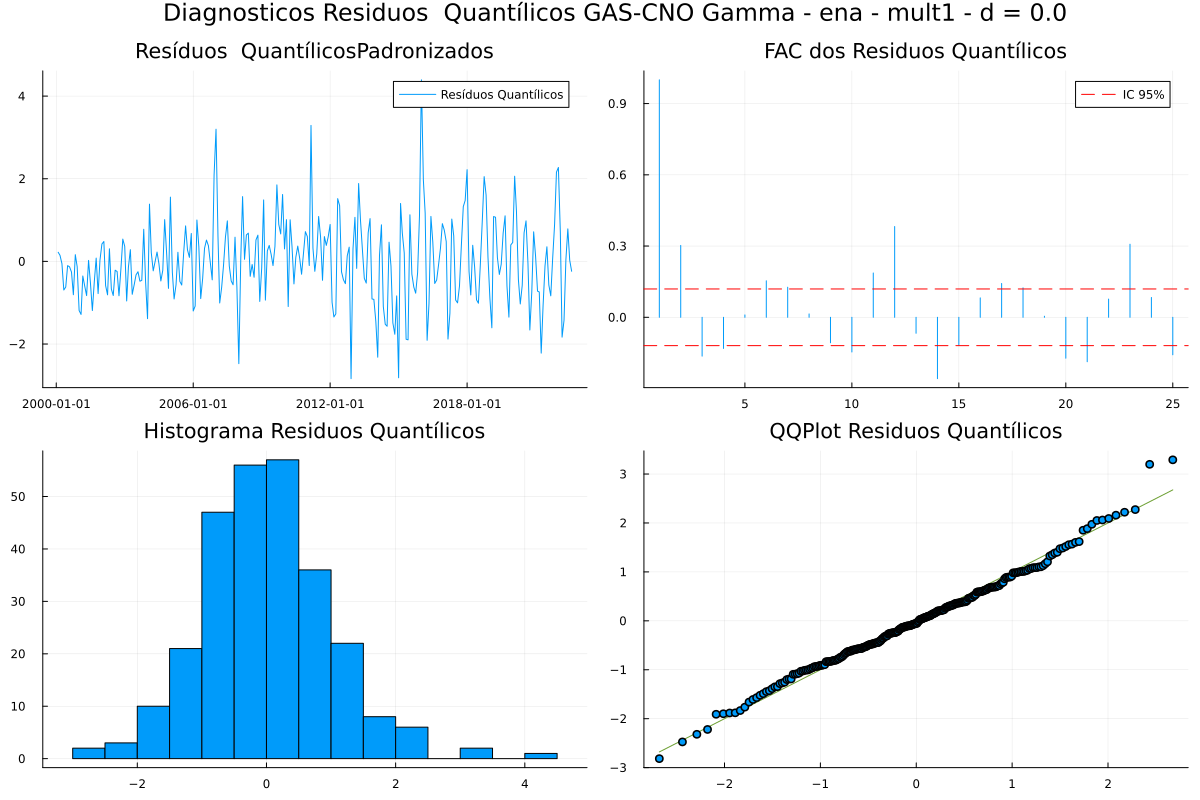 Diagnosticos Residuos  Quantílicos GAS-CNO Gamma - ena - mult1 - d = 0.0
Resíduos  QuantílicosPadronizados
Resíduos Quantílicos
4
2
0
−2
2000-01-01 2006-01-01 2012-01-01 2018-01-01
FAC dos Residuos Quantílicos
IC 95%
0.9
0.6
0.3
0.0
5 10 15 20 25
Histograma Residuos Quantílicos
50
40
30
20
10
0
−2 0 2 4
QQPlot Residuos Quantílicos
3
2
1
0
−1
−2
−3
−2 −1 0 1 2